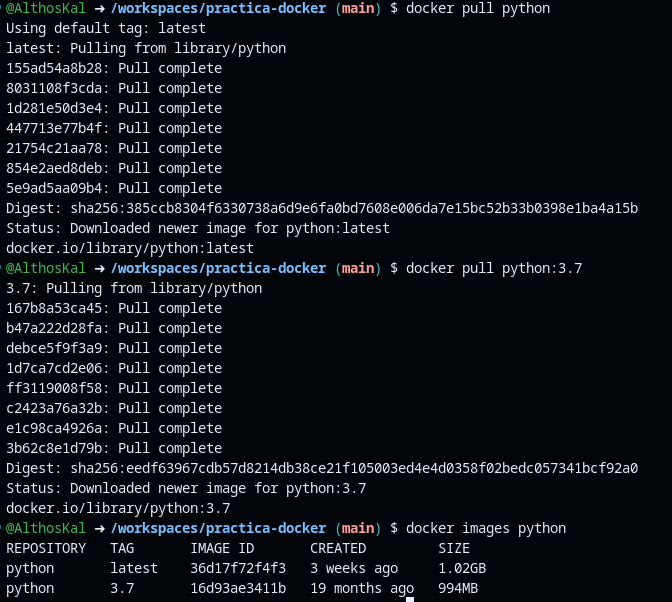 @AlthosKal ➜ /workspaces/practica-docker (main) $ docker pull python
Using default tag: latest
latest: Pulling from library/python
155ad54a8b28: Pull complete
8031108f3cda: Pull complete
1d281e50d3e4: Pull complete
447713e77b4f: Pull complete
21754c21aa78: Pull complete
854e2aed8deb: Pull complete
5e9ad5aa09b4: Pull complete
Digest: sha256:385ccb8304f6330738a6d9e6fa0bd7608e006da7e15bc52b33b0398e1ba4a15b
Status: Downloaded newer image for python:latest
docker.io/library/python:latest
@AlthosKal ➜ /workspaces/practica-docker (main) $ docker pull python:3.7
3.7: Pulling from library/python
167b8a53ca45: Pull complete
b47a222d28fa: Pull complete
debce5f9f3a9: Pull complete
1d7ca7cd2e06: Pull complete
ff3119008f58: Pull complete
c2423a76a32b: Pull complete
e1c98ca4926a: Pull complete
3b62c8e1d79b: Pull complete
Digest: sha256:eedf63967cdb57d8214db38ce21f105003ed4e4d0358f02bedc057341bcf92a0
Status: Downloaded newer image for python:3.7
docker.io/library/python:3.7
@AlthosKal ➜ /workspaces/practica-docker (main) $ docker images python
REPOSITORY   TAG       IMAGE ID       CREATED         SIZE
python       latest    36d17f72f4f3   3 weeks ago     1.02GB
python       3.7       16d93ae3411b   19 months ago   994MB